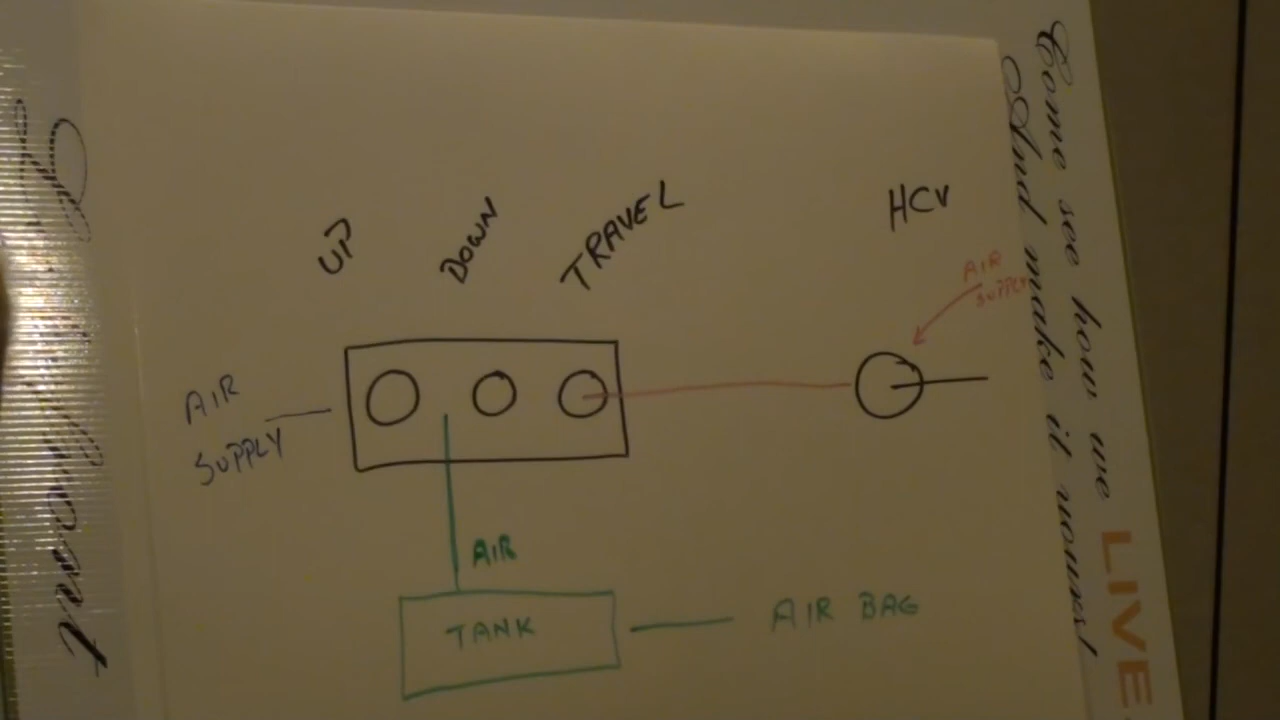 UP
DOWN
TRAVEL
HCV
AIR
SUPPLY
AIR
SUPPLY
AIR
TANK
AIR BAG
Come see how we LIVE
And make it yours!